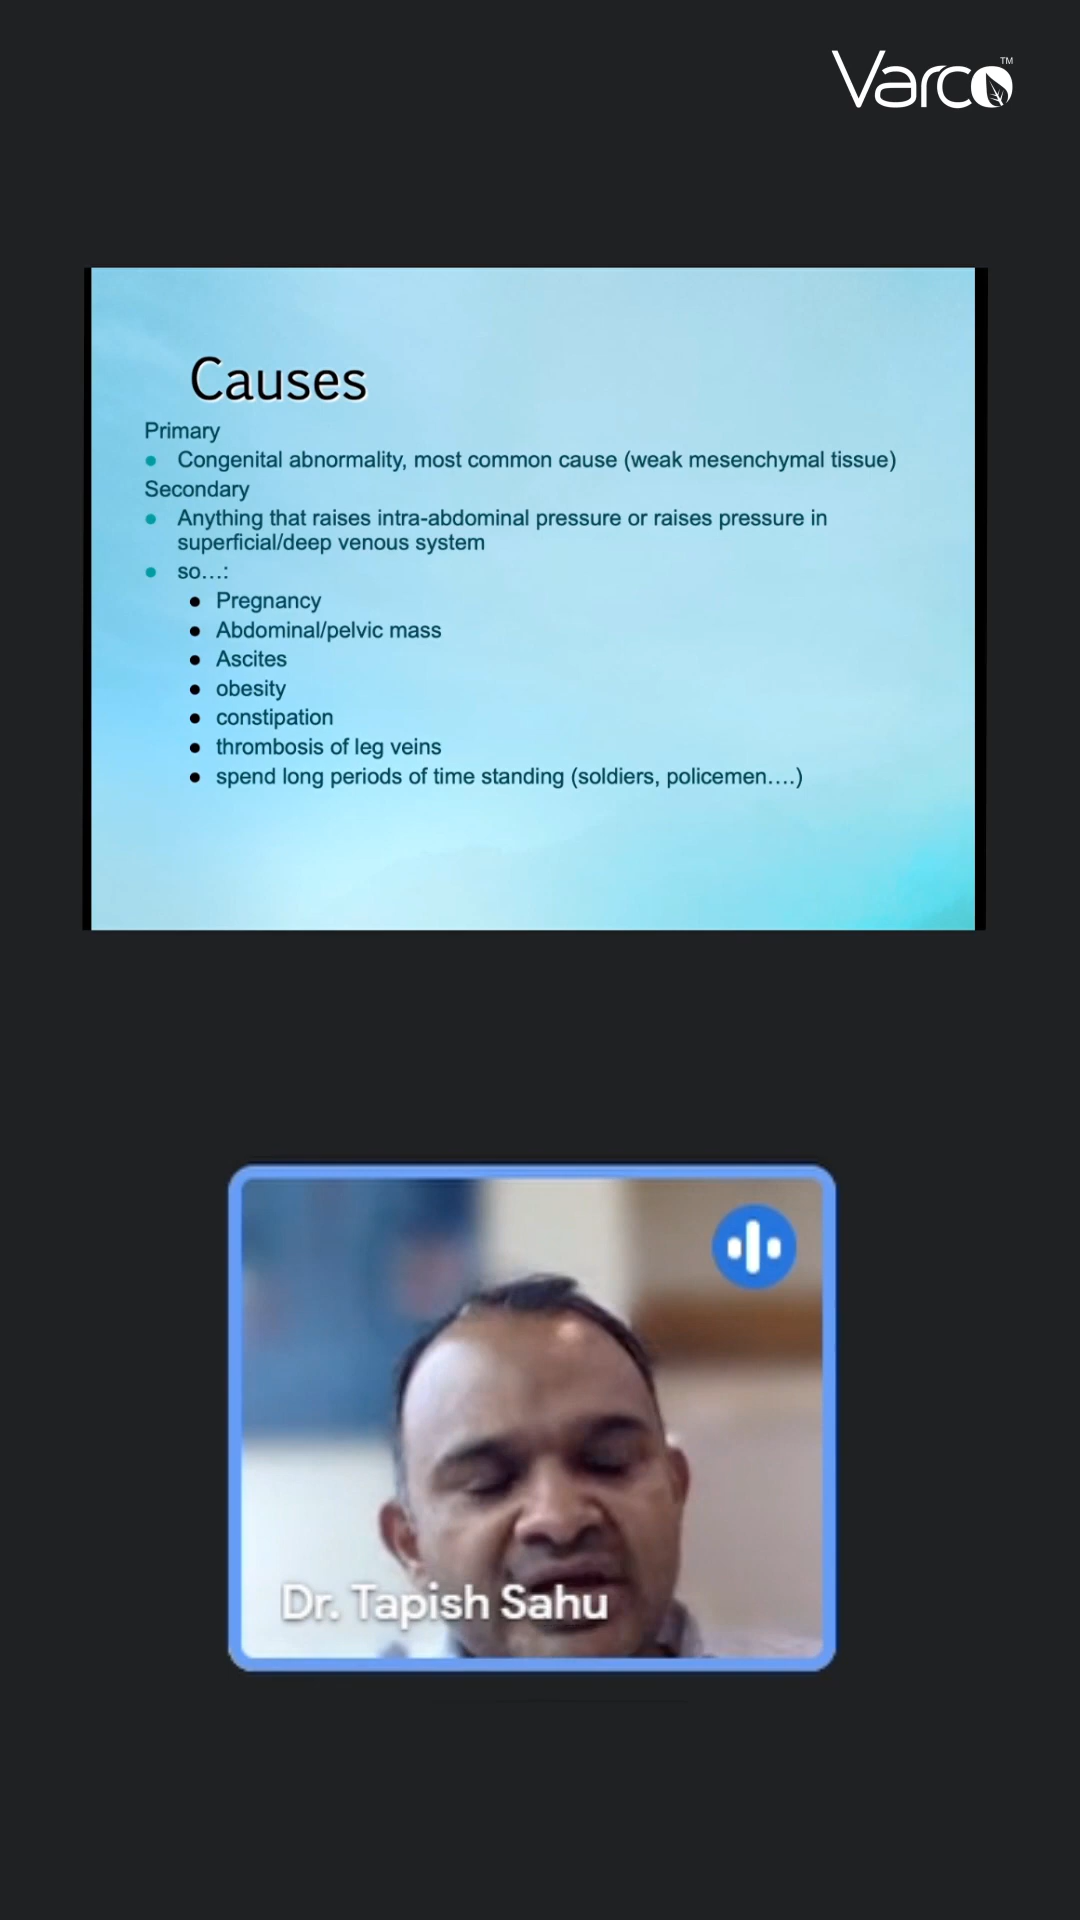 Varco™
Causes
Primary
● Congenital abnormality, most common cause (weak mesenchymal tissue)
Secondary
● Anything that raises intra-abdominal pressure or raises pressure in
superficial/deep venous system
● so...:
● Pregnancy
● Abdominal/pelvic mass
● Ascites
● obesity
● constipation
● thrombosis of leg veins
● spend long periods of time standing (soldiers, policemen....)
Dr. Tapish Sahu